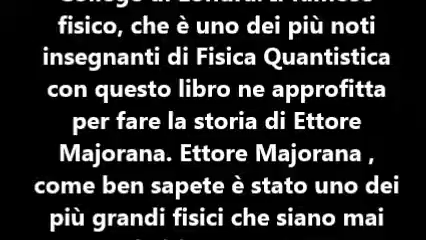 fisico, che è uno dei più noti
insegnanti di Fisica Quantistica
con questo libro ne approfitta
per fare la storia di Ettore
Majorana. Ettore Majorana ,
come ben sapete è stato uno dei
più grandi fisici che siano mai